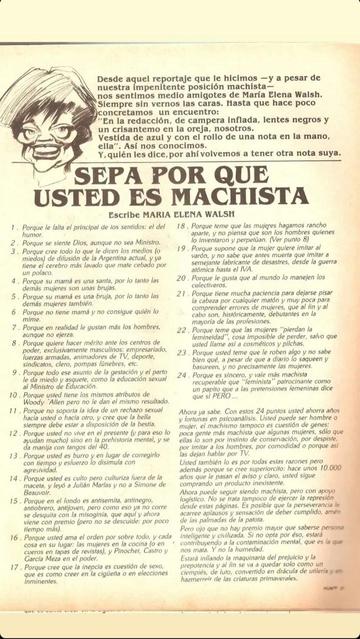 Desde aquel reportaje que le hicimos —y a pesar de
nuestra impenitente posición machista—
nos sentimos medio amigotes de María Elena Walsh.
Siempre sin vernos las caras. Hasta que hace poco
concretamos un encuentro:
"En la redacción, de campera inflada, lentes negros y
un crisantemo en la oreja, nosotros.
Vestida de azul y con el rollo de una nota en la mano,
ella". Así nos conocimos.
Y, quién les dice, por ahí volvemos a tener otra nota suya.
SEPA POR QUE
USTED ES MACHISTA
Escribe MARIA ELENA WALSH
1 . Porque le falta el principal de los sentidos: el del
humor.
2 . Porque se siente Dios, aunque no sea Ministro.
3 . Porque cree todo lo que le dicen los medios (o
miedos) de difusión de la Argentina actual, y ya
tiene el cerebro más lavado que mate cebado por
un polaco.
4 . Porque su mamá es una santa, por lo tanto las
demás mujeres son unas brujas.
5 . Porque su mamá es una bruja, por lo tanto las
demás mujeres también.
6 . Porque no tiene mamá y no consigue quién lo
mime.
7 . Porque en realidad le gustan más los hombres,
aunque no ejerza.
8 . Porque quiere hacer mérito ante los centros de
poder, exclusivamente masculinos: empresariado,
fuerzas armadas, animadores de TV, deporte,
sindicatos, clero, pompas fúnebres, etc.
9 . Porque todo ese asunto de la gestación y el parto
le da miedo y asquete, como la educación sexual
al Ministro de Educación.
10 . Porque usted tiene los mismos atributos de
Woody Allen pero no le dan el mismo resultado.
11 . Porque no soporta la idea de un rechazo sexual
hacia usted o hacia otro, y cree que la bella
siempre debe estar a disposición de la bestia.
12 . Porque usted no vive en el presente (y para eso lo
ayudan mucho) sino en la prehistoria mental, y se
da manija con tangos del 40.
13 . Porque usted es burro y en lugar de corregirlo
con tiempo y esfuerzo lo disimula con
agresividad.
14 . Porque usted es culto pero cultura fuera de la
maceta, y leyó a Julián Marías y no a Simone de
Beauvoir.
15 . Porque en el fondo es antisemita, antinegro,
antiobrero, antijoven, pero como eso ya no corre
se desquita con la misoginia, que aquí y ahora
viene con premio (pero no se descuide: por poco
tiempo más).
16 . Porque usted ama el orden por sobre todo, y cada
cosa en su lugar: las mujeres en la cocina (o en
cueros en tapas de revistas), y Pinochet, Castro y
García Meza en el poder.
17 . Porque cree que la inepcia es cuestión de sexo,
que es como creer en la cigüeña o en elecciones
inminentes.
18 . Porque teme que las mujeres hagamos rancho
aparte, y no piensa que son los hombres quienes
lo inventaron y perpetúan. (Ver punto 8)
19 . Porque supone que la mujer quiere imitar al
varón, y no sabe que antes muerta que imitar a
semejante fabricante de desastres, desde la guerra
atómica hasta el IVA.
20 . Porque le gusta que al mundo lo manejen los
colectiveros.
21 . Porque tiene mucha paciencia para dejarse pisar
la cabeza por cualquier matón y muy poca para
comprender errores de mujeres, que al fin y al
cabo son, históricamente, debutantes en la
mayoría de las profesiones.
22 . Porque teme que las mujeres "pierdan la
femineidad", cosa imposible de perder, salvo que
usted llame así a cosméticos y pilchas.
23 . Porque usted teme que le roben algo y no sabe
bien qué, a pesar de que a diario lo saquean y
basureen, y no precisamente las mujeres.
24 . Porque es sincero, y vale más machista
recuperable que "feminista" patrocinante como
un papito que a las pretensiones femeninas dice
que sí PERO...
Ahora ya sabe. Con estos 24 puntos usted ahorra años
y fortunas en psicoanálisis. Usted puede ser hombre o
mujer, el machismo tampoco es cuestión de genes:
poca gente más machista que algunas mujeres, sólo que
ellas lo son por instinto de conservación, por despiste,
por imitar a los hombres, por comodidad o porque así
las dejan hablar por TV.
Usted también lo es por todas estas razones pero
además porque se cree superiorcito: hace unos 10.000
años que le pasan el aviso y, claro, usted sigue
comprando un producto inexistente.
Ahora puede seguir siendo machista, pero con apoyo
logístico. No se trata tampoco de ejercer la represión
desde estas páginas. Es posible que la perseverancia le
acarree aplausos y sensación de deber cumplido, amén
de las palmadas de la patota.
Pero ojo que no hay premio mayor que saberse persona
inteligente y civilizada. Si no opta por éso, estará
contribuyendo a la contaminación mental, que es la que
nos mata. Y no la humedad.
Estará inflando la maquinaria del prejuicio y la
prepotencia y al fin se va a quedar solo como un
ciempiés, de luto, convertido en drácula de utilería y en
hazmerreír de las criaturas primaverales.